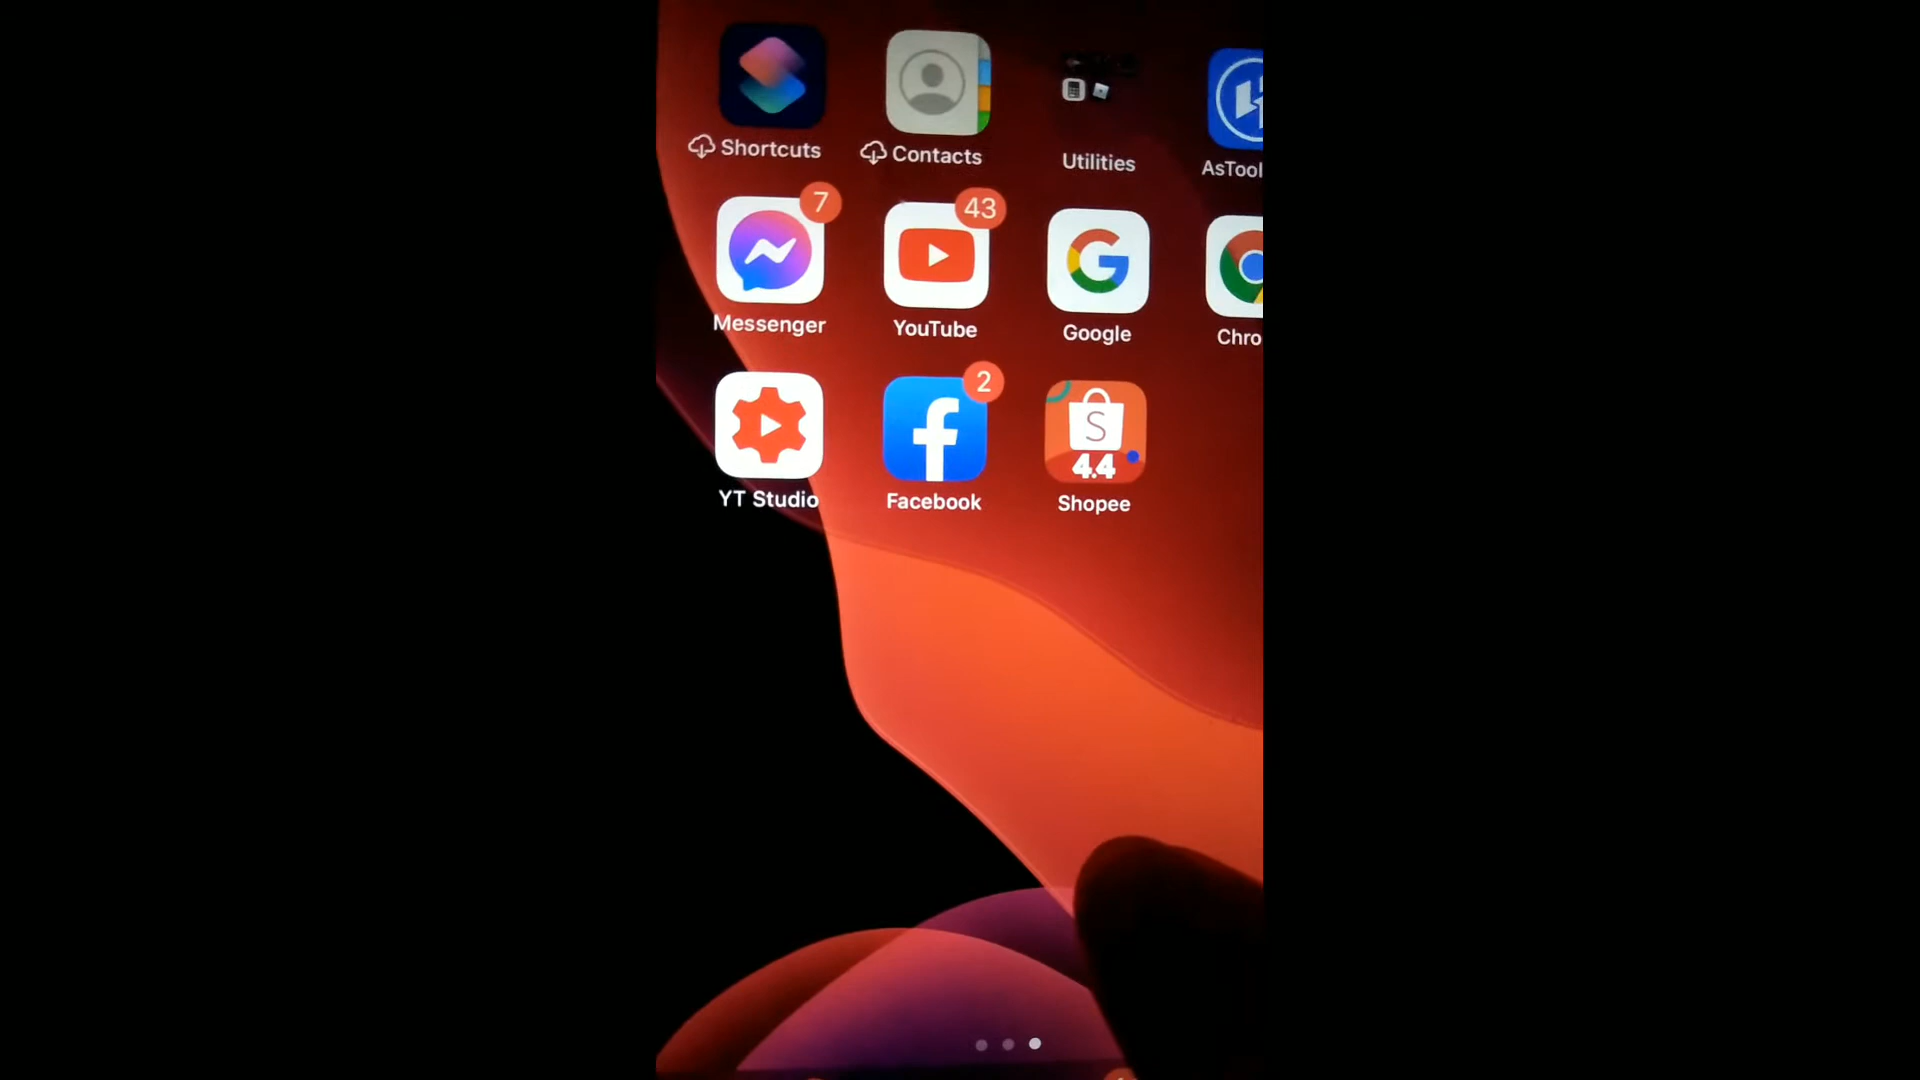 Shortcuts
Contacts
Utilities
AsTool
7
43
Messenger
YouTube
Google
Chro
2
S
4.4
YT Studio
Facebook
Shopee